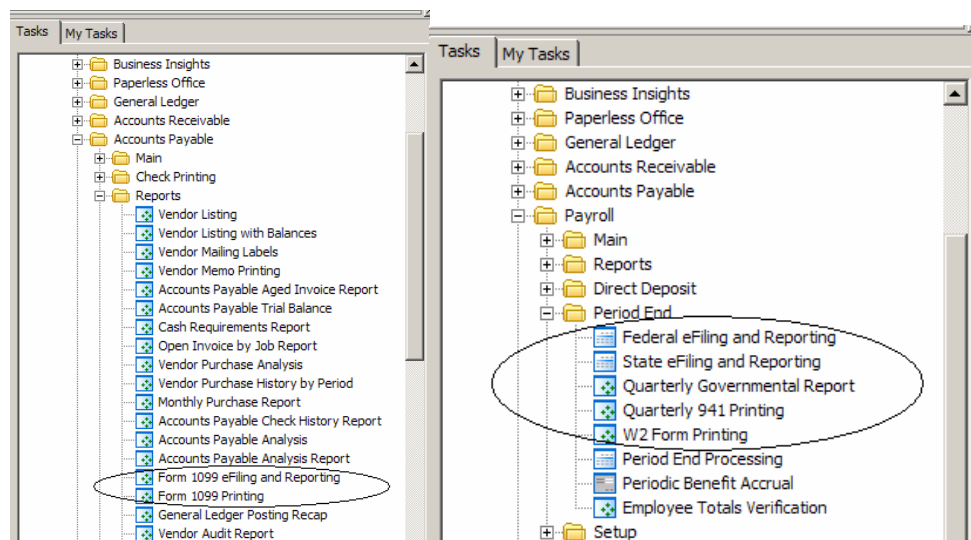 Tasks
My Tasks
Business Insights
Paperless Office
General Ledger
Accounts Receivable
Accounts Payable
Main
Check Printing
Reports
Vendor Listing
Vendor Listing with Balances
Vendor Mailing Labels
Vendor Memo Printing
Accounts Payable Aged Invoice Report
Accounts Payable Trial Balance
Cash Requirements Report
Open Invoice by Job Report
Vendor Purchase Analysis
Vendor Purchase History by Period
Monthly Purchase Report
Accounts Payable Check History Report
Accounts Payable Analysis
Accounts Payable Analysis Report
Form 1099 eFiling and Reporting
Form 1099 Printing
General Ledger Posting Recap
Vendor Audit Report
Tasks
My Tasks
Business Insights
Paperless Office
General Ledger
Accounts Receivable
Accounts Payable
Payroll
Main
Reports
Direct Deposit
Period End
Federal eFiling and Reporting
State eFiling and Reporting
Quarterly Governmental Report
Quarterly 941 Printing
W2 Form Printing
Period End Processing
Periodic Benefit Accrual
Employee Totals Verification
Setup